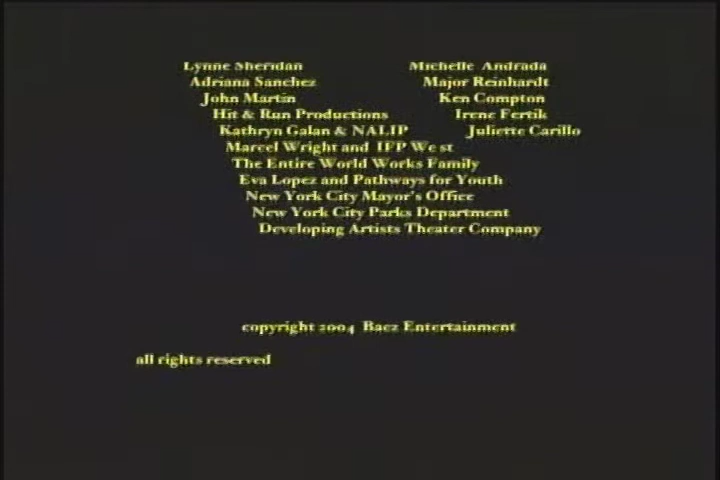 Lynne Sheridan Michelle Andrada
Adriana Sanchez Major Reinhardt
John Martin Ken Compton
Hit & Run Productions Irene Fertik
Kathryn Galan & NALIP Juliette Carillo
Marcel Wright and IFP West
The Entire World Works Family
Eva Lopez and Pathways for Youth
New York City Mayor's Office
New York City Parks Department
Developing Artists Theater Company
copyright 2004 Baez Entertainment
all rights reserved